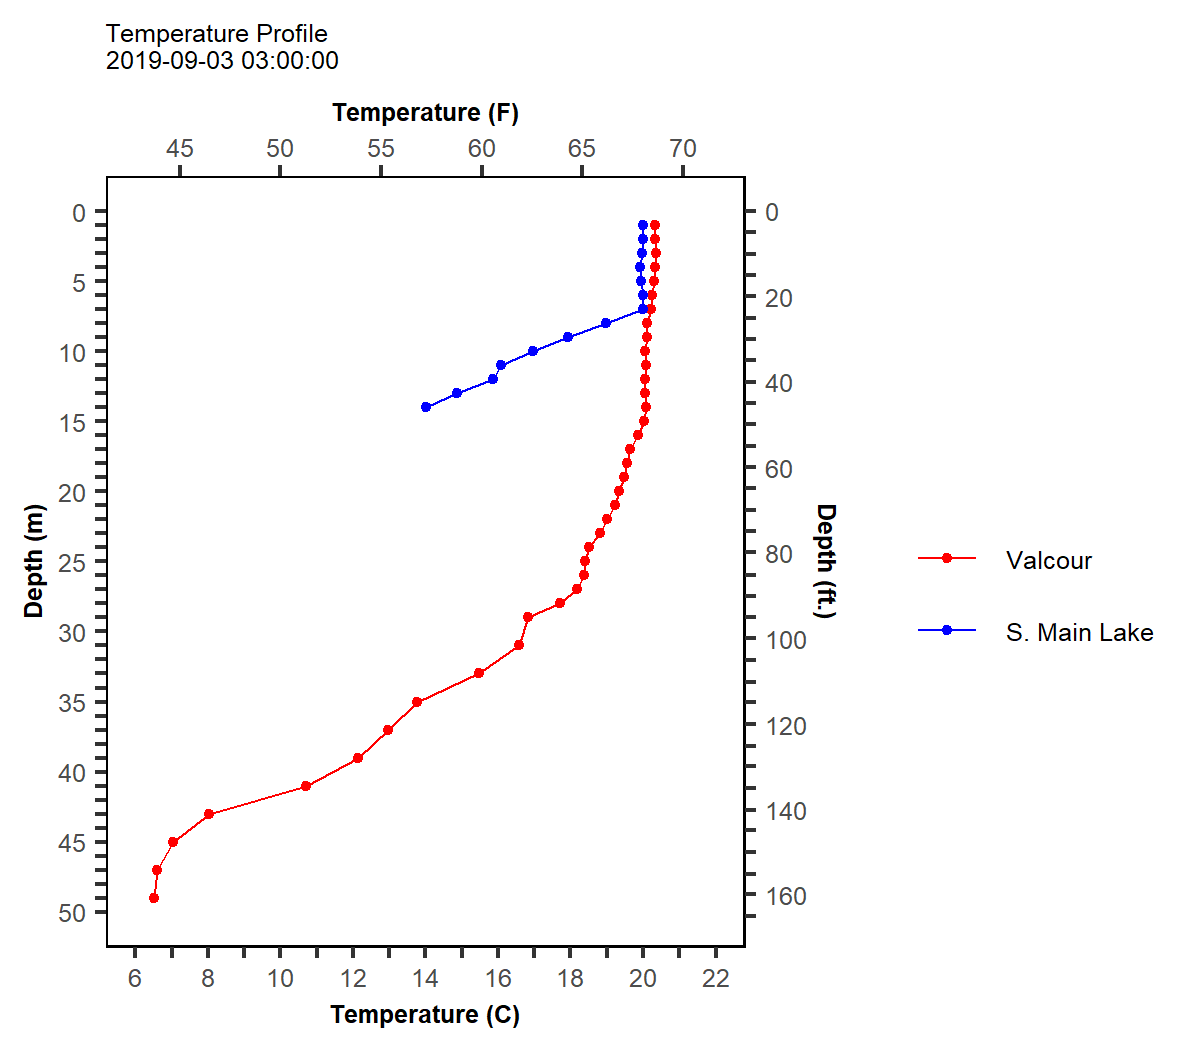 Temperature Profile
2019-09-03 03:00:00
Temperature (F)
45 50 55 60 65 70
0 5 10 15 20 25 30 35 40 45 50
Depth (m)
0 20 40 60 80 100 120 140 160
Depth (ft.)
6 8 10 12 14 16 18 20 22
Temperature (C)
Valcour
S. Main Lake